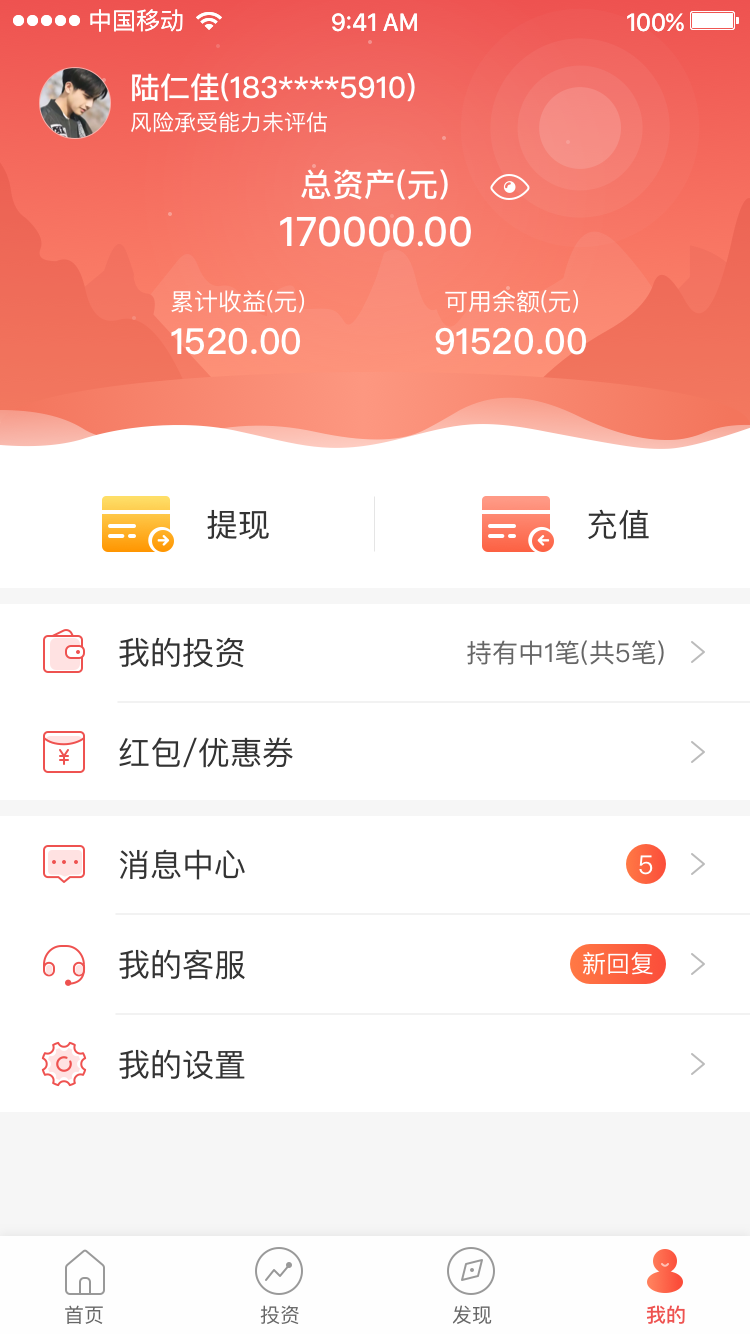 中国移动 9:41 AM 100%
陆仁佳(183****5910)
风险承受能力未评估
总资产(元)
170000.00
累计收益(元) 可用余额(元)
1520.00 91520.00
提现 充值
我的投资 持有中1笔(共5笔)
¥ 红包/优惠券
消息中心 5
我的客服 新回复
我的设置
首页 投资 发现 我的